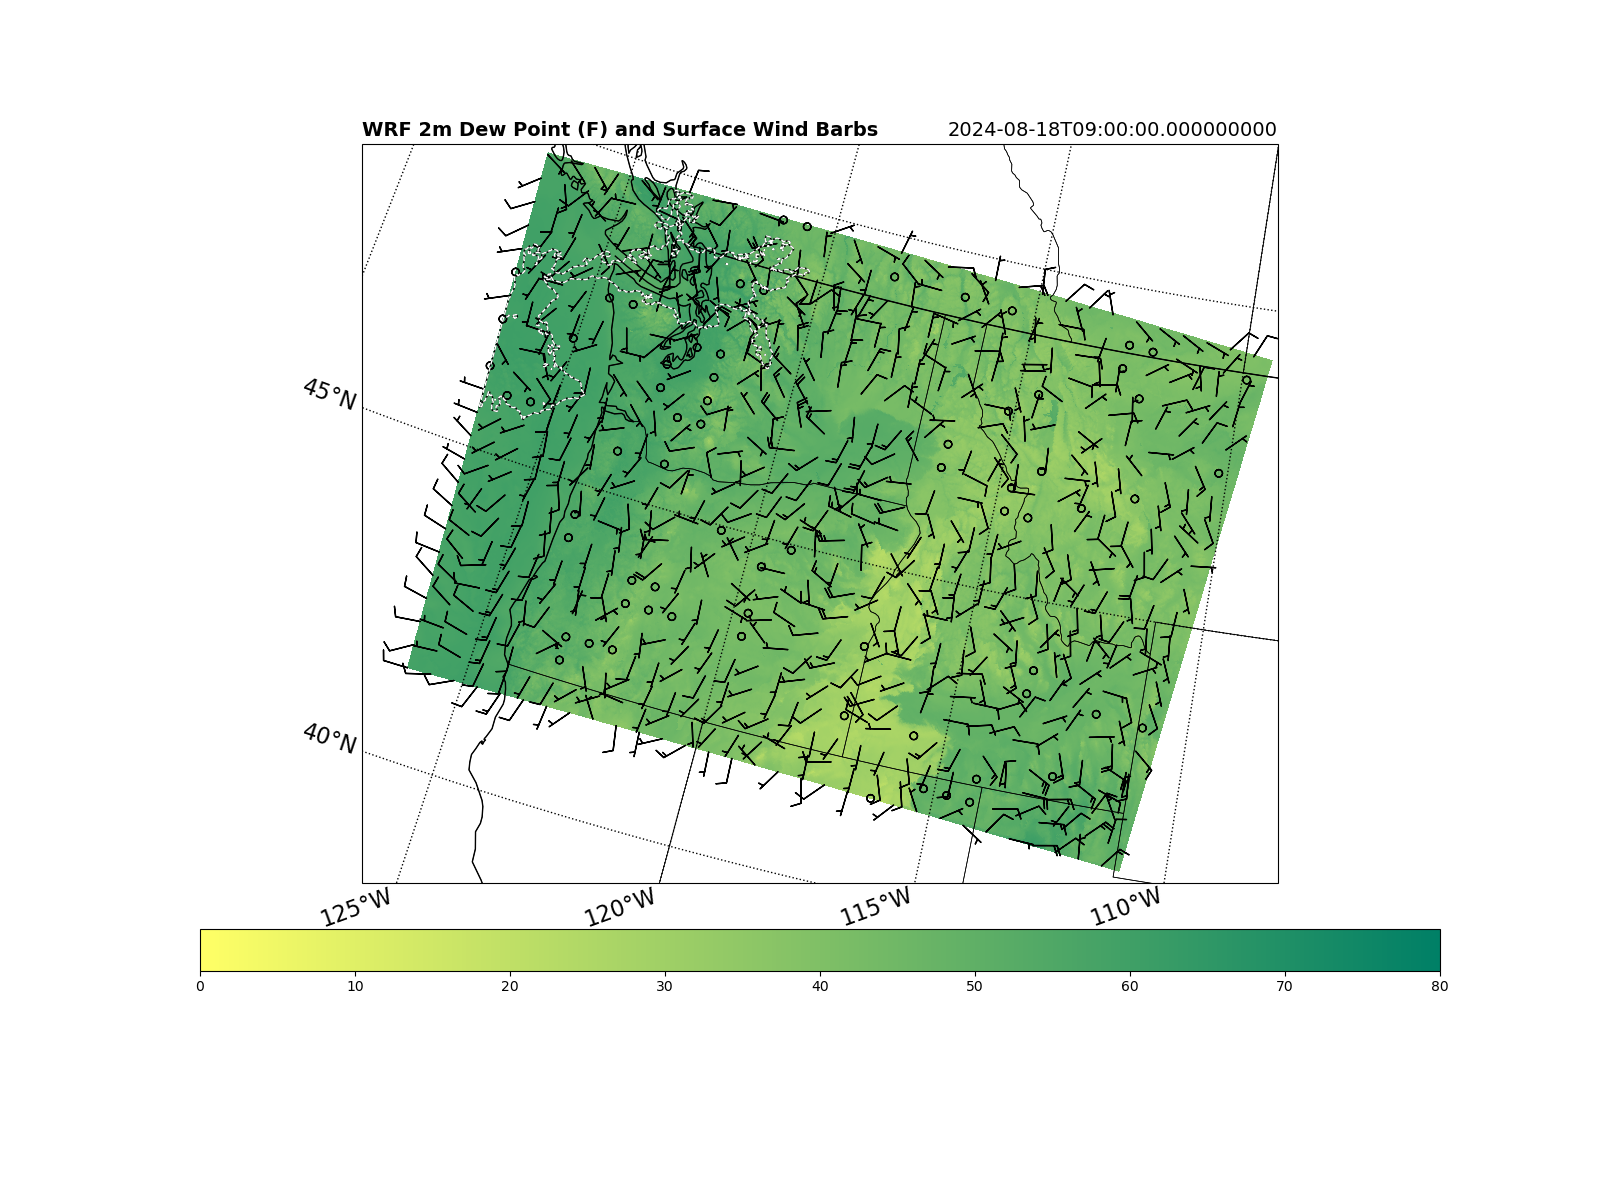 WRF 2m Dew Point (F) and Surface Wind Barbs 2024-08-18T09:00:00.000000000
45°N
40°N
125°W 120°W 115°W 110°W
0 10 20 30 40 50 60 70 80